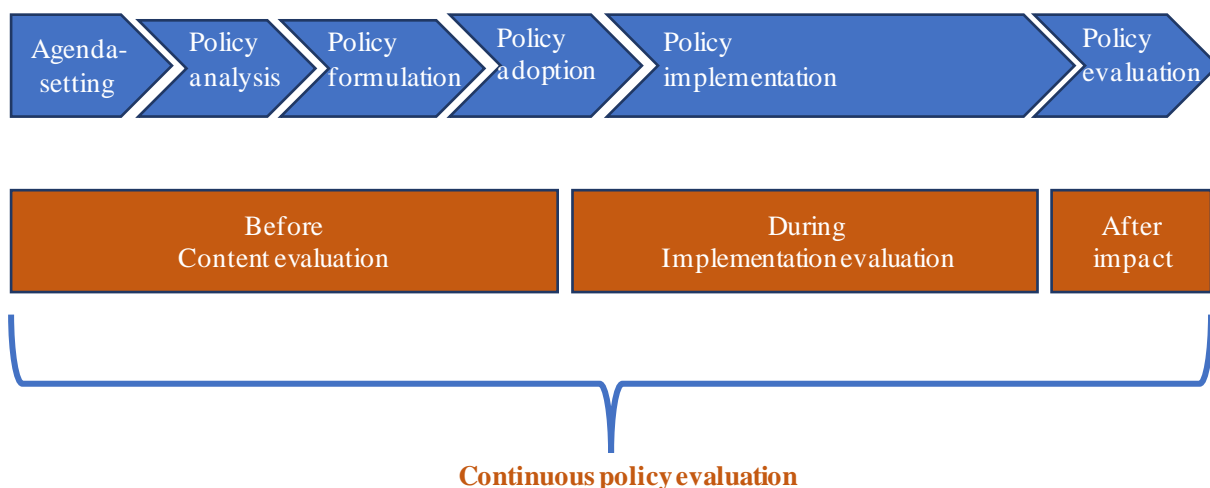 Agenda-
setting
Policy
analysis
Policy
formulation
Policy
adoption
Policy
implementation
Policy
evaluation
Before
Content evaluation
During
Implementation evaluation
After
impact
Continuous policy evaluation